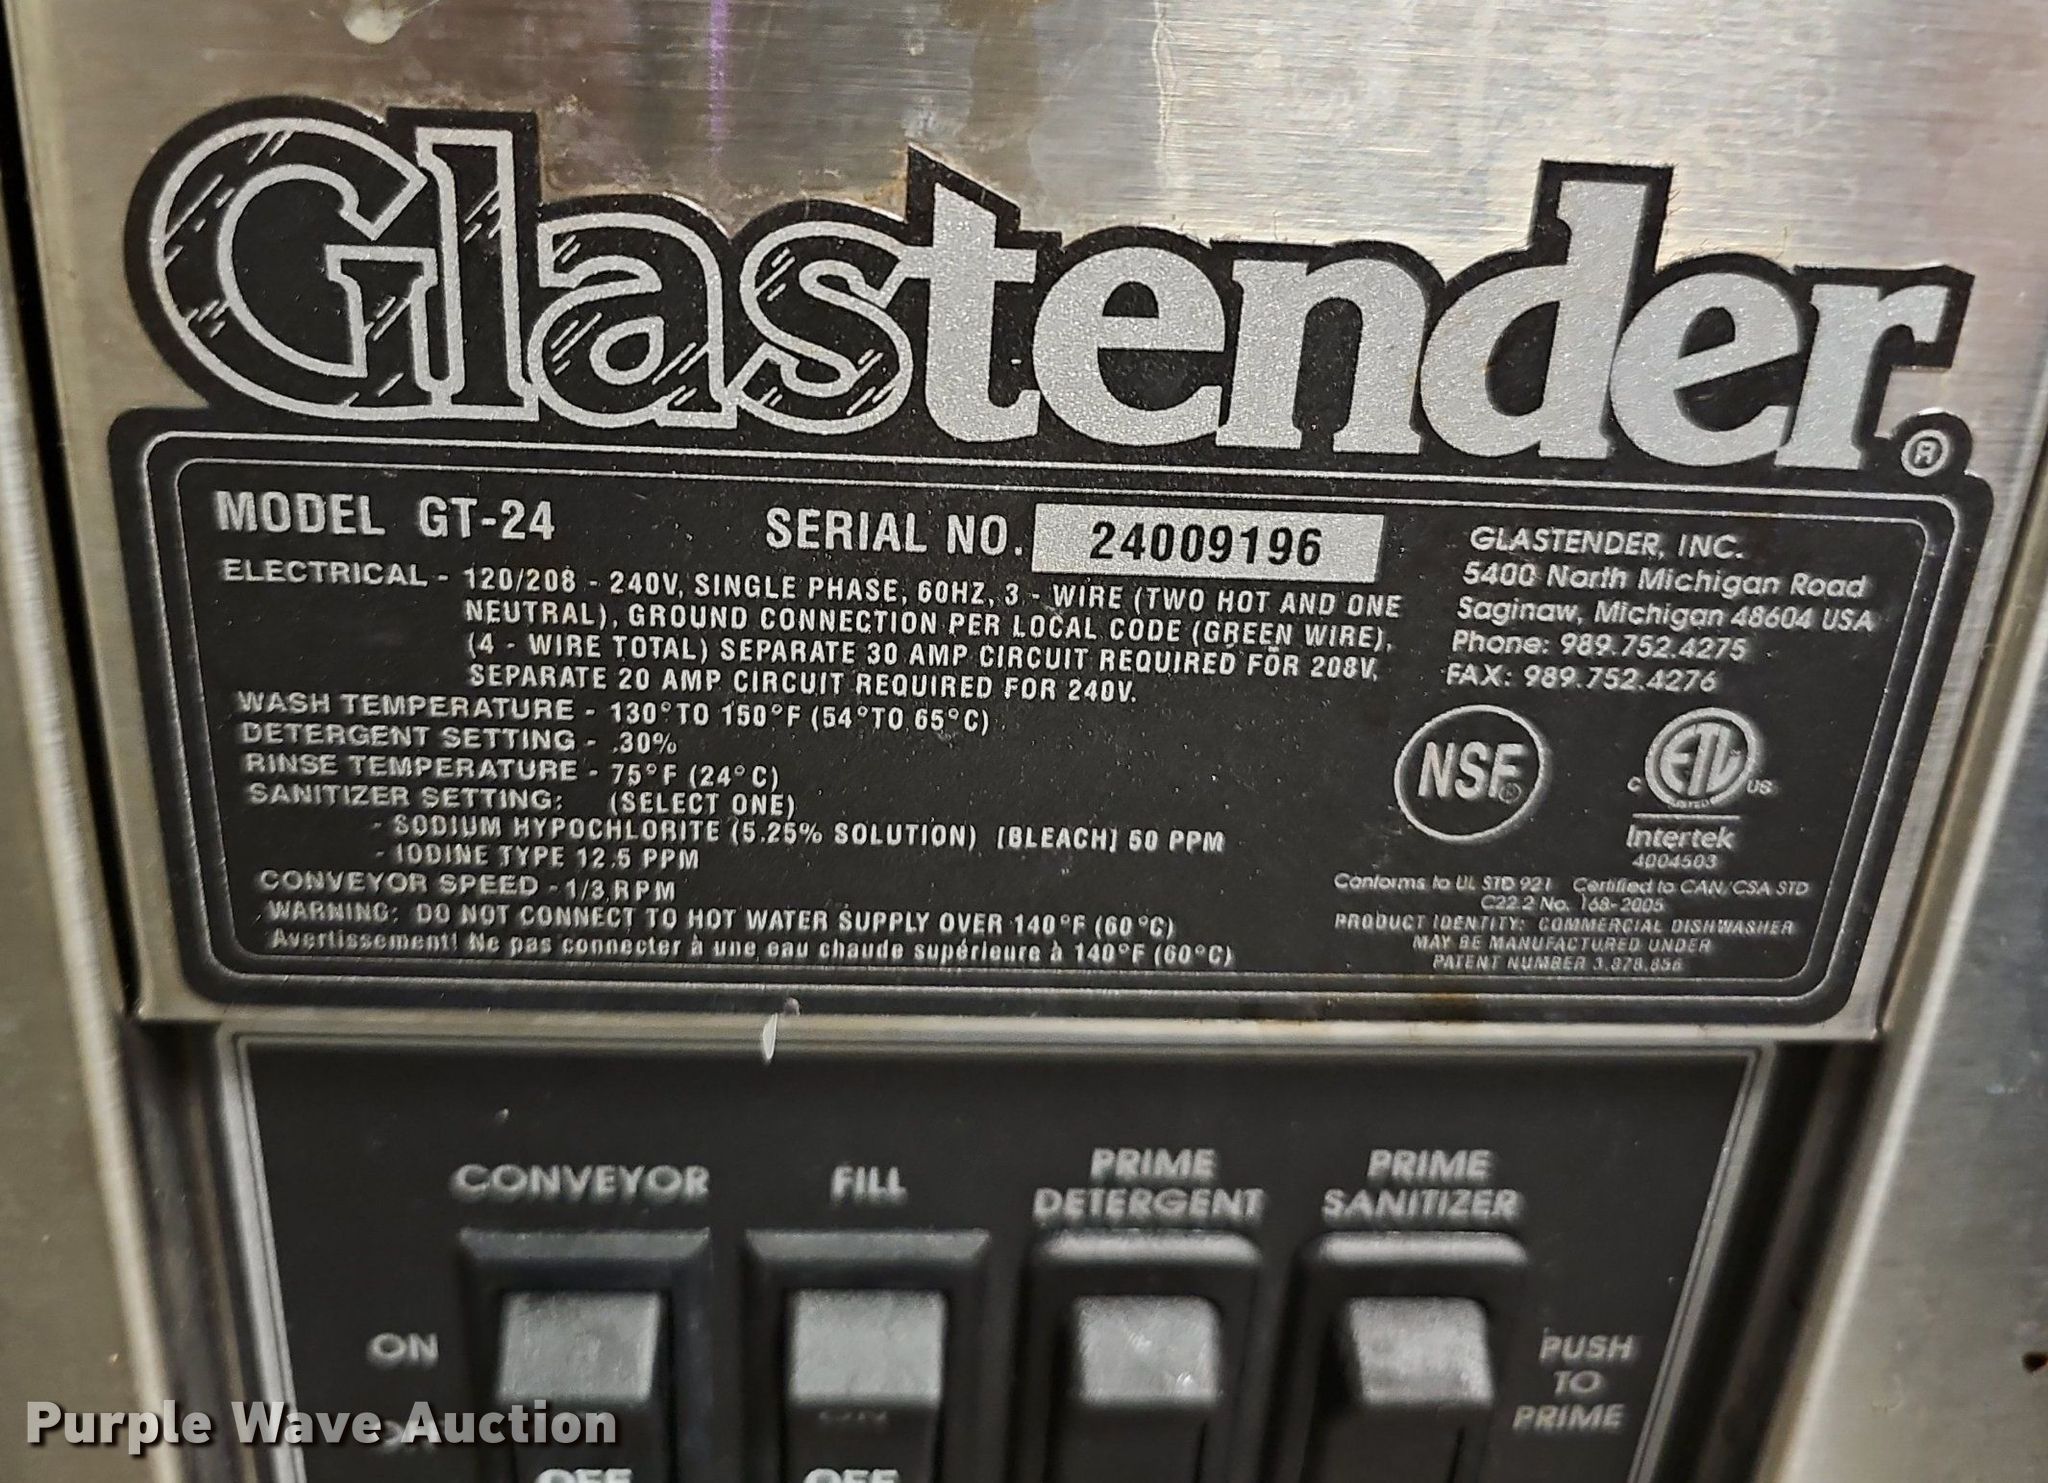 Glastender®
MODEL GT-24
SERIAL NO. 24009196
ELECTRICAL - 120/208 - 240V, SINGLE PHASE, 60HZ, 3 - WIRE (TWO HOT AND ONE
NEUTRAL), GROUND CONNECTION PER LOCAL CODE (GREEN WIRE),
(4 - WIRE TOTAL) SEPARATE 30 AMP CIRCUIT REQUIRED FOR 208V,
SEPARATE 20 AMP CIRCUIT REQUIRED FOR 240V.
WASH TEMPERATURE - 130° TO 150°F (54° TO 65°C)
DETERGENT SETTING - .30%
RINSE TEMPERATURE - 75°F (24°C)
SANITIZER SETTING: (SELECT ONE)
- SODIUM HYPOCHLORITE (5.25% SOLUTION) [BLEACH] 50 PPM
- IODINE TYPE 12.5 PPM
CONVEYOR SPEED - 1/3 RPM
WARNING: DO NOT CONNECT TO HOT WATER SUPPLY OVER 140°F (60°C)
Avertissement! Ne pas connecter à une eau chaude supérieure à 140°F (60°C)
GLASTENDER, INC.
5400 North Michigan Road
Saginaw, Michigan 48604 USA
Phone: 989.752.4275
FAX: 989.752.4276
NSF®
C ETL US
LISTED
Intertek
4004503
Conforms to UL STD 921 Certified to CAN/CSA STD
C22.2 No. 168-2005
PRODUCT IDENTITY: COMMERCIAL DISHWASHER
MAY BE MANUFACTURED UNDER
PATENT NUMBER 3,378,856
CONVEYOR
FILL
PRIME
DETERGENT
PRIME
SANITIZER
ON
PUSH
TO
PRIME
OFF
OFF
Purple Wave Auction